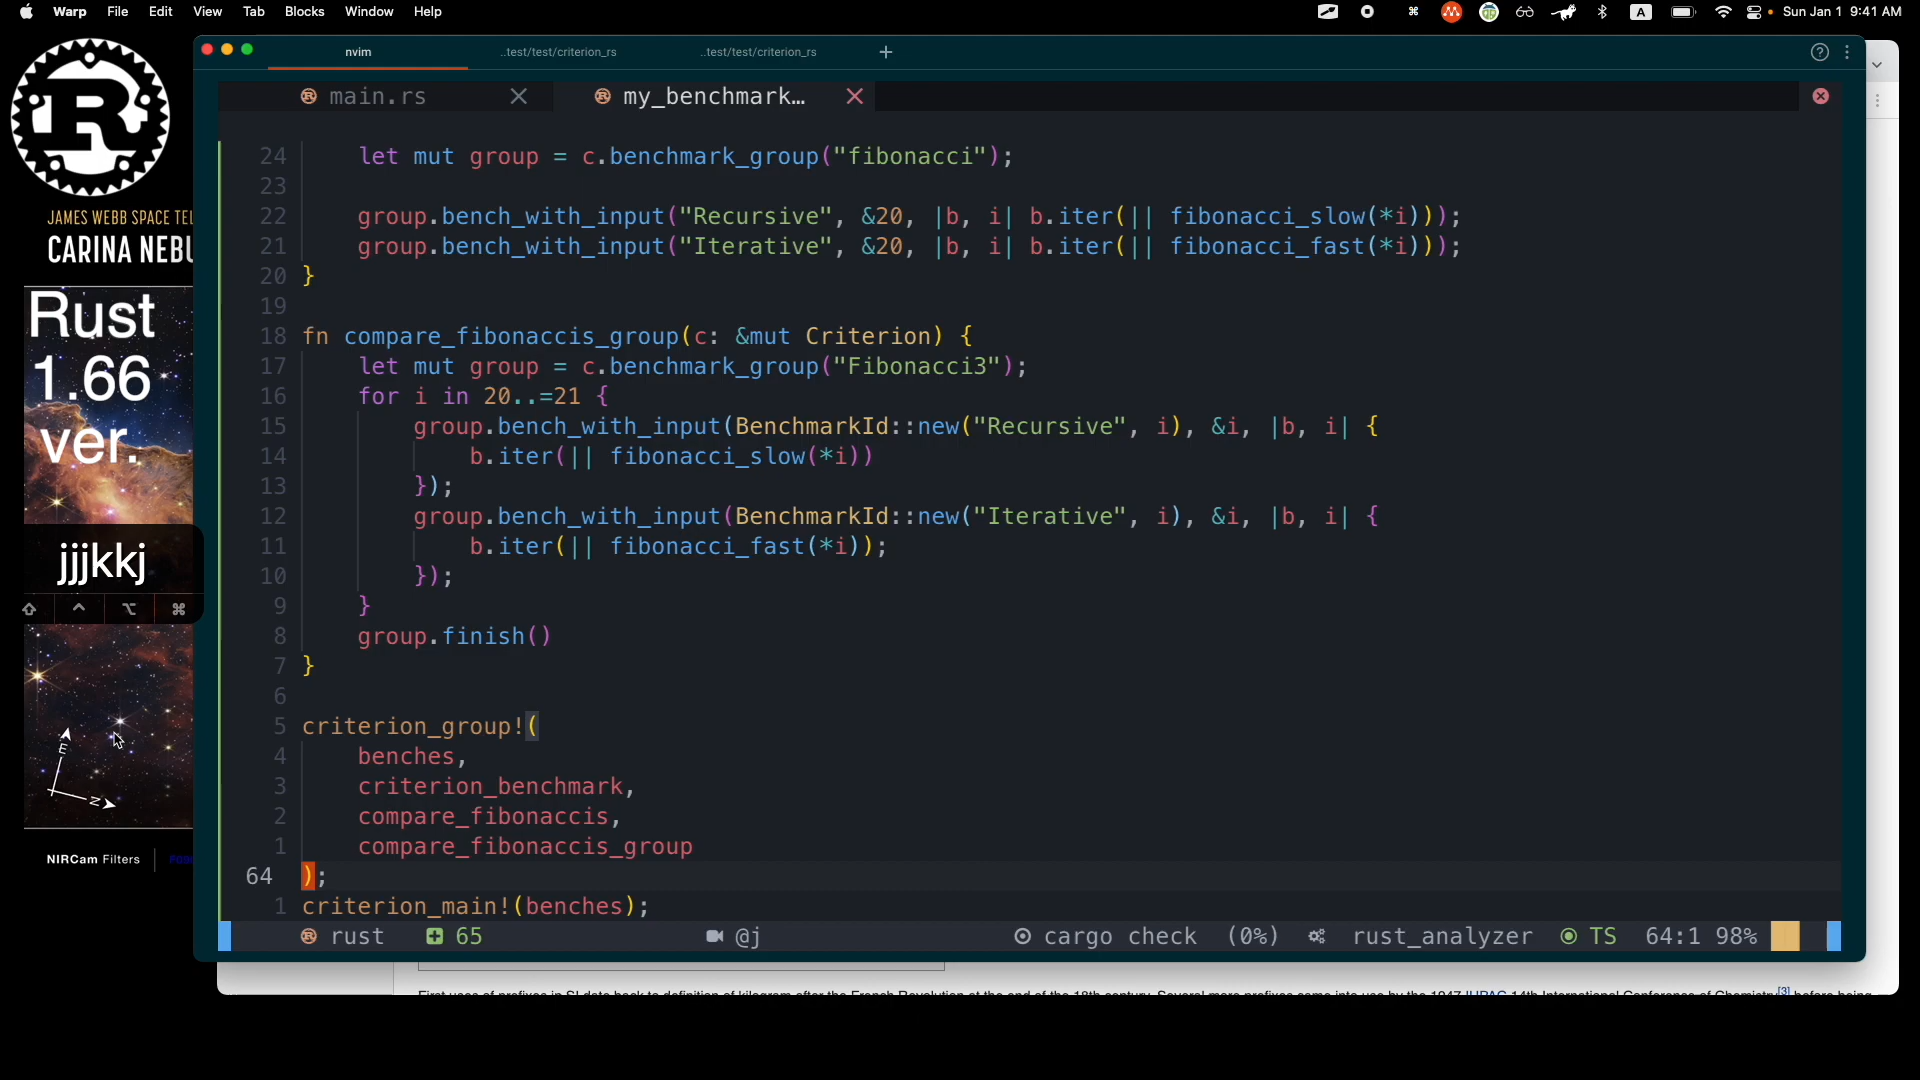 Warp File Edit View Tab Blocks Window Help
A
Sun Jan 1 9:41 AM
nvim
..test/test/criterion_rs
..test/test/criterion_rs
main.rs
my_benchmark...
24 let mut group = c.benchmark_group("fibonacci");
23
22 group.bench_with_input("Recursive", &20, |b, i| b.iter(|| fibonacci_slow(*i)));
21 group.bench_with_input("Iterative", &20, |b, i| b.iter(|| fibonacci_fast(*i)));
20 }
19
18 fn compare_fibonaccis_group(c: &mut Criterion) {
17 let mut group = c.benchmark_group("Fibonacci3");
16 for i in 20..=21 {
15 group.bench_with_input(BenchmarkId::new("Recursive", i), &i, |b, i| {
14 b.iter(|| fibonacci_slow(*i))
13 });
12 group.bench_with_input(BenchmarkId::new("Iterative", i), &i, |b, i| {
11 b.iter(|| fibonacci_fast(*i));
10 });
9 }
8 group.finish()
7 }
6
5 criterion_group!(
4 benches,
3 criterion_benchmark,
2 compare_fibonaccis,
1 compare_fibonaccis_group
64 );
1 criterion_main!(benches);
rust 65 @j cargo check (0%) rust_analyzer TS 64:1 98%
R
JAMES WEBB SPACE TEL
CARINA NEBU
Rust
1.66
ver.
jjjkkj
E
N
NIRCam Filters